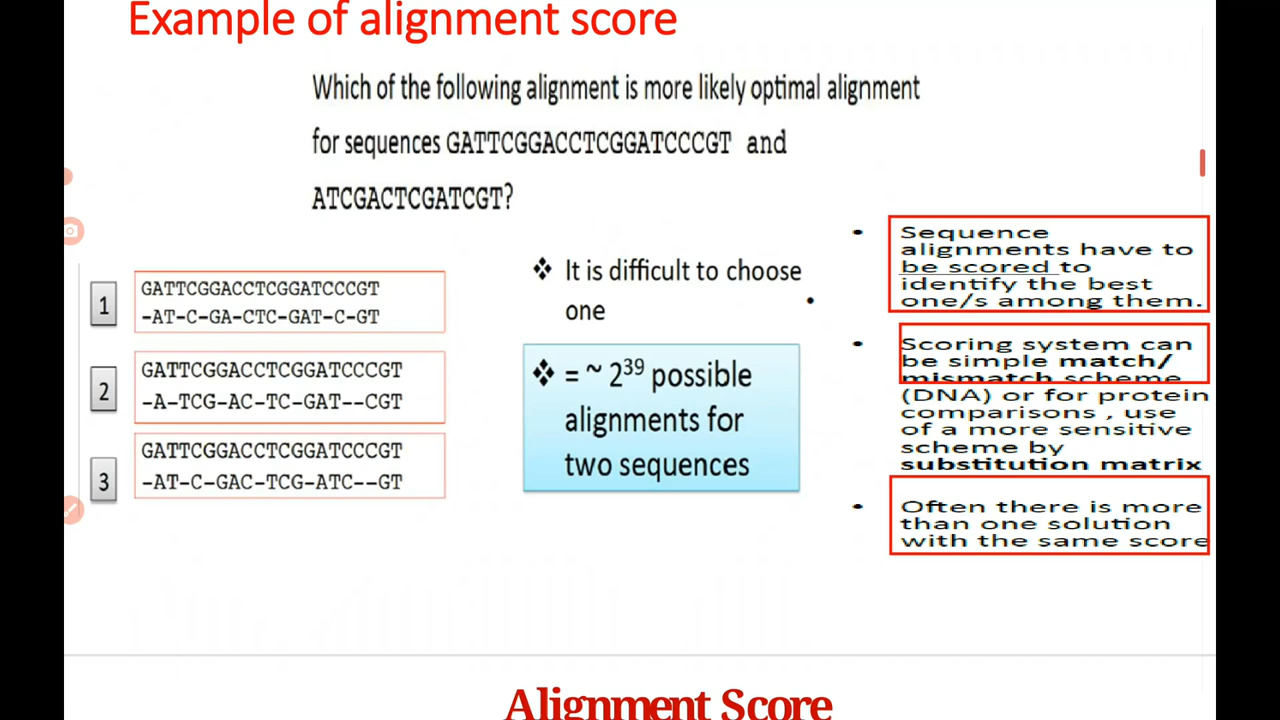 Example of alignment score
Which of the following alignment is more likely optimal alignment
for sequences GATTCGGACCTCGGATCCCGT and
ATCGACTCGATCGT?
1
GATTCGGACCTCGGATCCCGT
-AT-C-GA-CTC-GAT-C-GT
2
GATTCGGACCTCGGATCCCGT
-A-TCG-AC-TC-GAT--CGT
3
GATTCGGACCTCGGATCCCGT
-AT-C-GAC-TCG-ATC--GT
❖ It is difficult to choose
one
❖ = ~ 2³⁹ possible
alignments for
two sequences
•
• Sequence
alignments have to
be scored to
identify the best
one/s among them.
• Scoring system can
be simple match/
mismatch scheme
(DNA) or for protein
comparisons , use
of a more sensitive
scheme by
substitution matrix
• Often there is more
than one solution
with the same score
Alignment Score